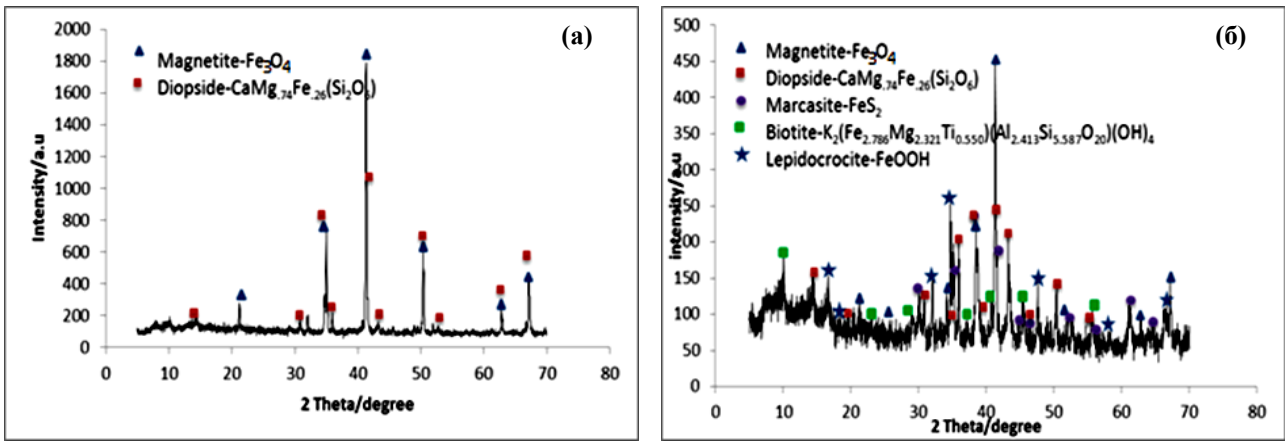 (а)
2000
1800
1600
1400
1200
1000
800
600
400
200
0
0 10 20 30 40 50 60 70 80
Intensity/a.u
2 Theta/degree
Magnetite-Fe₃O₄
Diopside-CaMg.₇₄Fe.₂₆(Si₂O₆)
(б)
500
450
400
350
300
250
200
150
100
50
0 10 20 30 40 50 60 70 80
intensity/a.u
2 Theta/degree
Magnetite-Fe₃O₄
Diopside-CaMg.₇₄Fe.₂₆(Si₂O₆)
Marcasite-FeS₂
Biotite-K₂(Fe₂.₇₈₆Mg₂.₃₂₁Ti₀.₅₅₀)(Al₂.₄₁₃Si₅.₅₈₇O₂₀)(OH)₄
Lepidocrocite-FeOOH